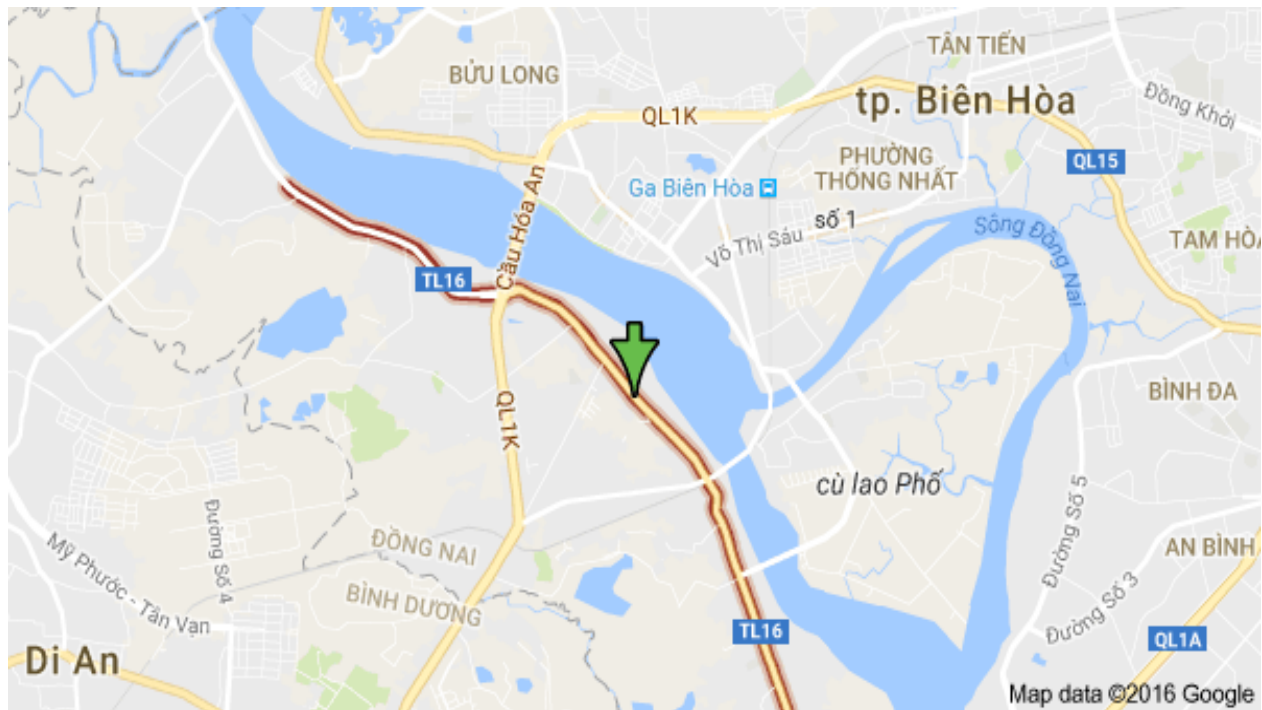 TÂN TIẾN
BỬU LONG
tp. Biên Hòa
Đồng Khởi
QL1K
PHƯỜNG
THỐNG NHẤT
QL15
Ga Biên Hòa
số 1
Võ Thị Sáu
Sông Đồng Nai
TAM HÒA
Cầu Hóa An
TL16
QL1K
BÌNH ĐA
cù lao Phố
Đường Số 4
Đường Số 5
ĐỒNG NAI
AN BÌNH
Mỹ Phước - Tân Vạn
BÌNH DƯƠNG
Đường Số 3
TL16
QL1A
Di An
Map data ©2016 Google